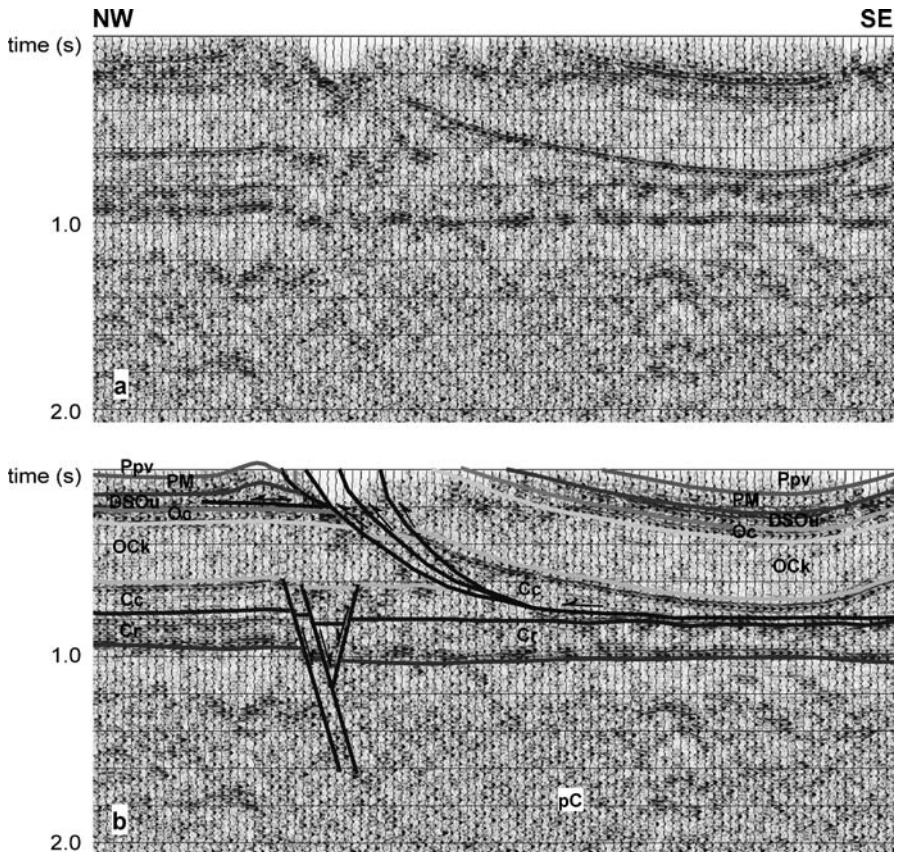 NW SE
time (s)
1.0
a
2.0
time (s)
Ppv Ppv
PM PM
DSOu DSOu
Oc Oc
OCk OCk
Cc Cc
Cr Cr
1.0
pC
b
2.0